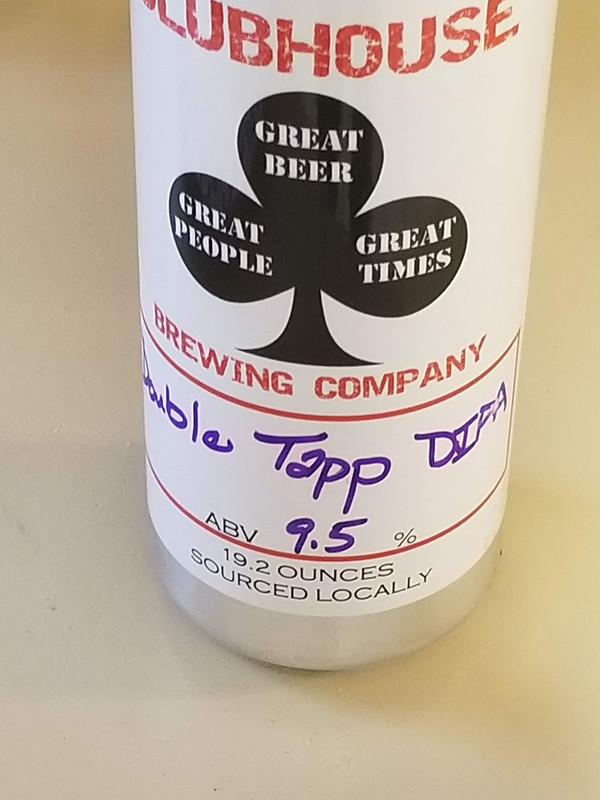 CLUBHOUSE
GREAT
BEER
GREAT
PEOPLE
GREAT
TIMES
BREWING COMPANY
Double Tapp DIPA
ABV 9.5 %
19.2 OUNCES
SOURCED LOCALLY